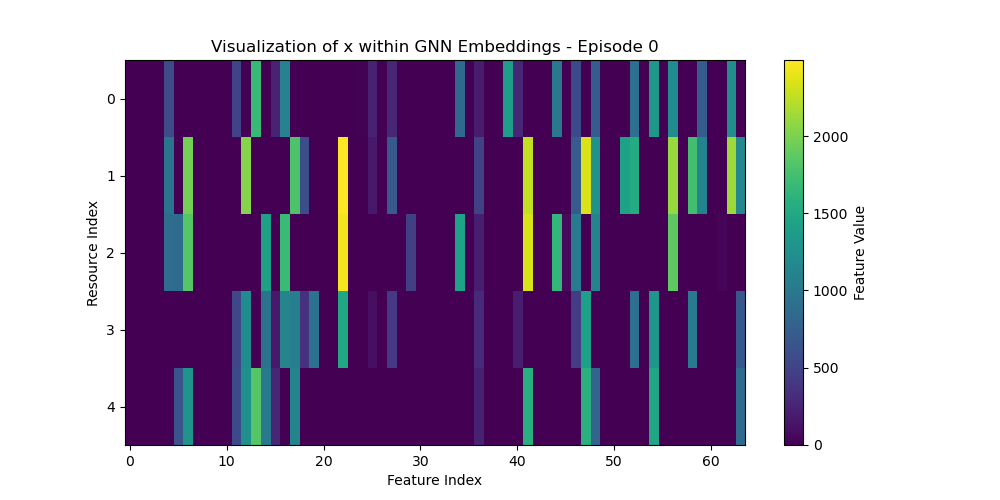 Visualization of x within GNN Embeddings - Episode 0
Resource Index
0
1
2
3
4
0 10 20 30 40 50 60
Feature Index
2000
1500
1000
500
0
Feature Value